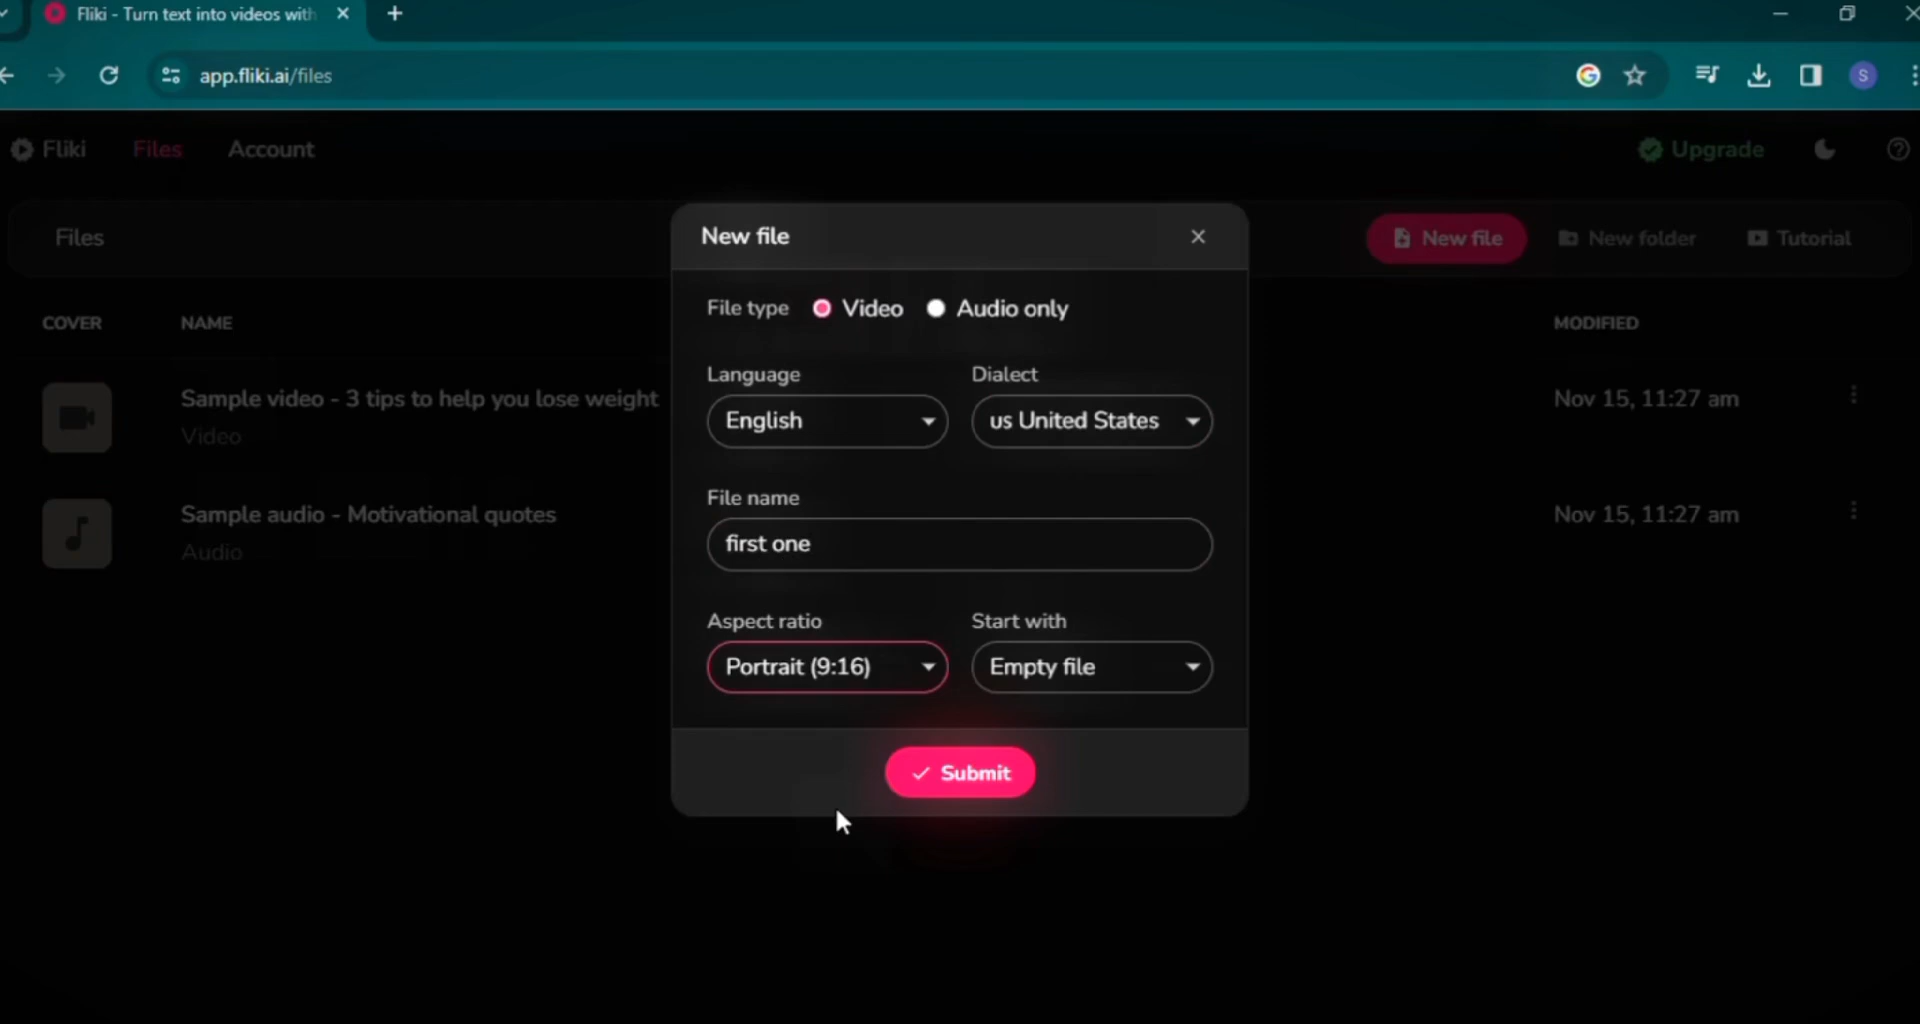 Fliki - Turn text into videos with
app.fliki.ai/files
S
Fliki
Files
Account
Upgrade
Files
New file
New folder
Tutorial
COVER
NAME
MODIFIED
Sample video - 3 tips to help you lose weight
Video
Nov 15, 11:27 am
Sample audio - Motivational quotes
Audio
Nov 15, 11:27 am
New file
File type
Video
Audio only
Language
Dialect
English
us United States
File name
first one
Aspect ratio
Start with
Portrait (9:16)
Empty file
Submit